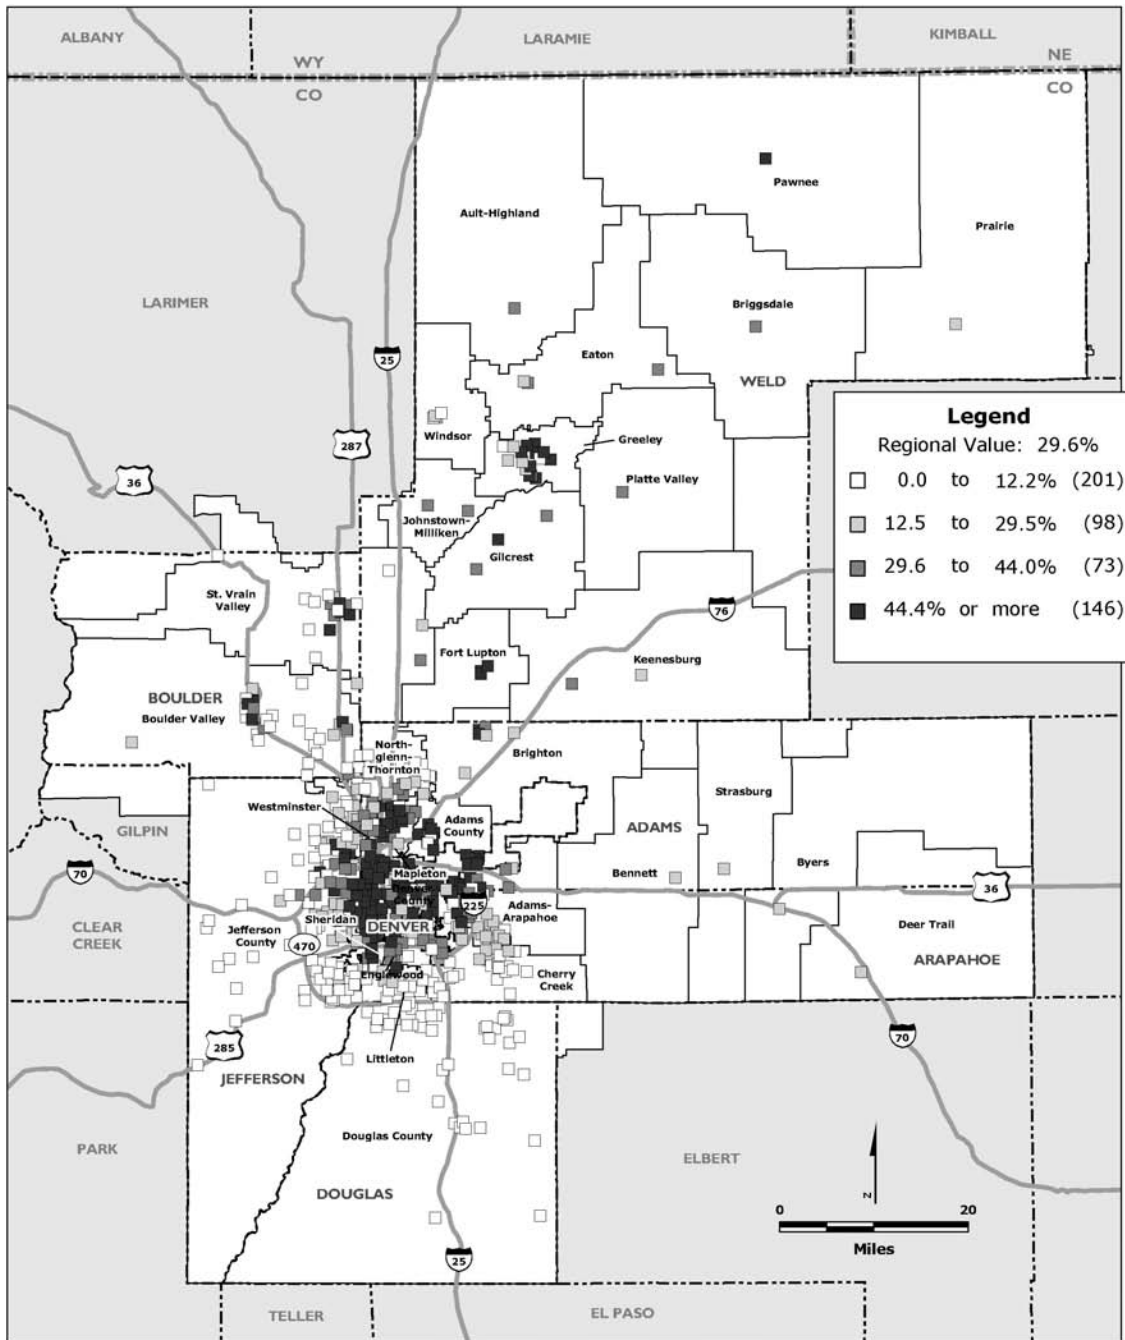 ALBANY
LARAMIE
KIMBALL
WY
NE
CO
CO
Pawnee
Ault-Highland
Prairie
LARIMER
Briggsdale
25
Eaton
WELD
Legend
Regional Value: 29.6%
0.0 to 12.2% (201)
12.5 to 29.5% (98)
29.6 to 44.0% (73)
44.4% or more (146)
Windsor
Greeley
287
36
Platte Valley
Johnstown-
Milliken
Gilcrest
St. Vrain
Valley
76
Fort Lupton
Keenesburg
BOULDER
Boulder Valley
North-
glenn-
Thornton
Brighton
Strasburg
Westminster
Adams
County
ADAMS
GILPIN
Byers
70
Mapleton
Bennett
Denver
County
36
225
Adams-
Arapahoe
Sheridan
CLEAR
CREEK
Jefferson
County
DENVER
Deer Trail
470
ARAPAHOE
Englewood
Cherry
Creek
70
285
Littleton
JEFFERSON
PARK
Douglas County
ELBERT
DOUGLAS
N
0 20
Miles
25
TELLER
EL PASO